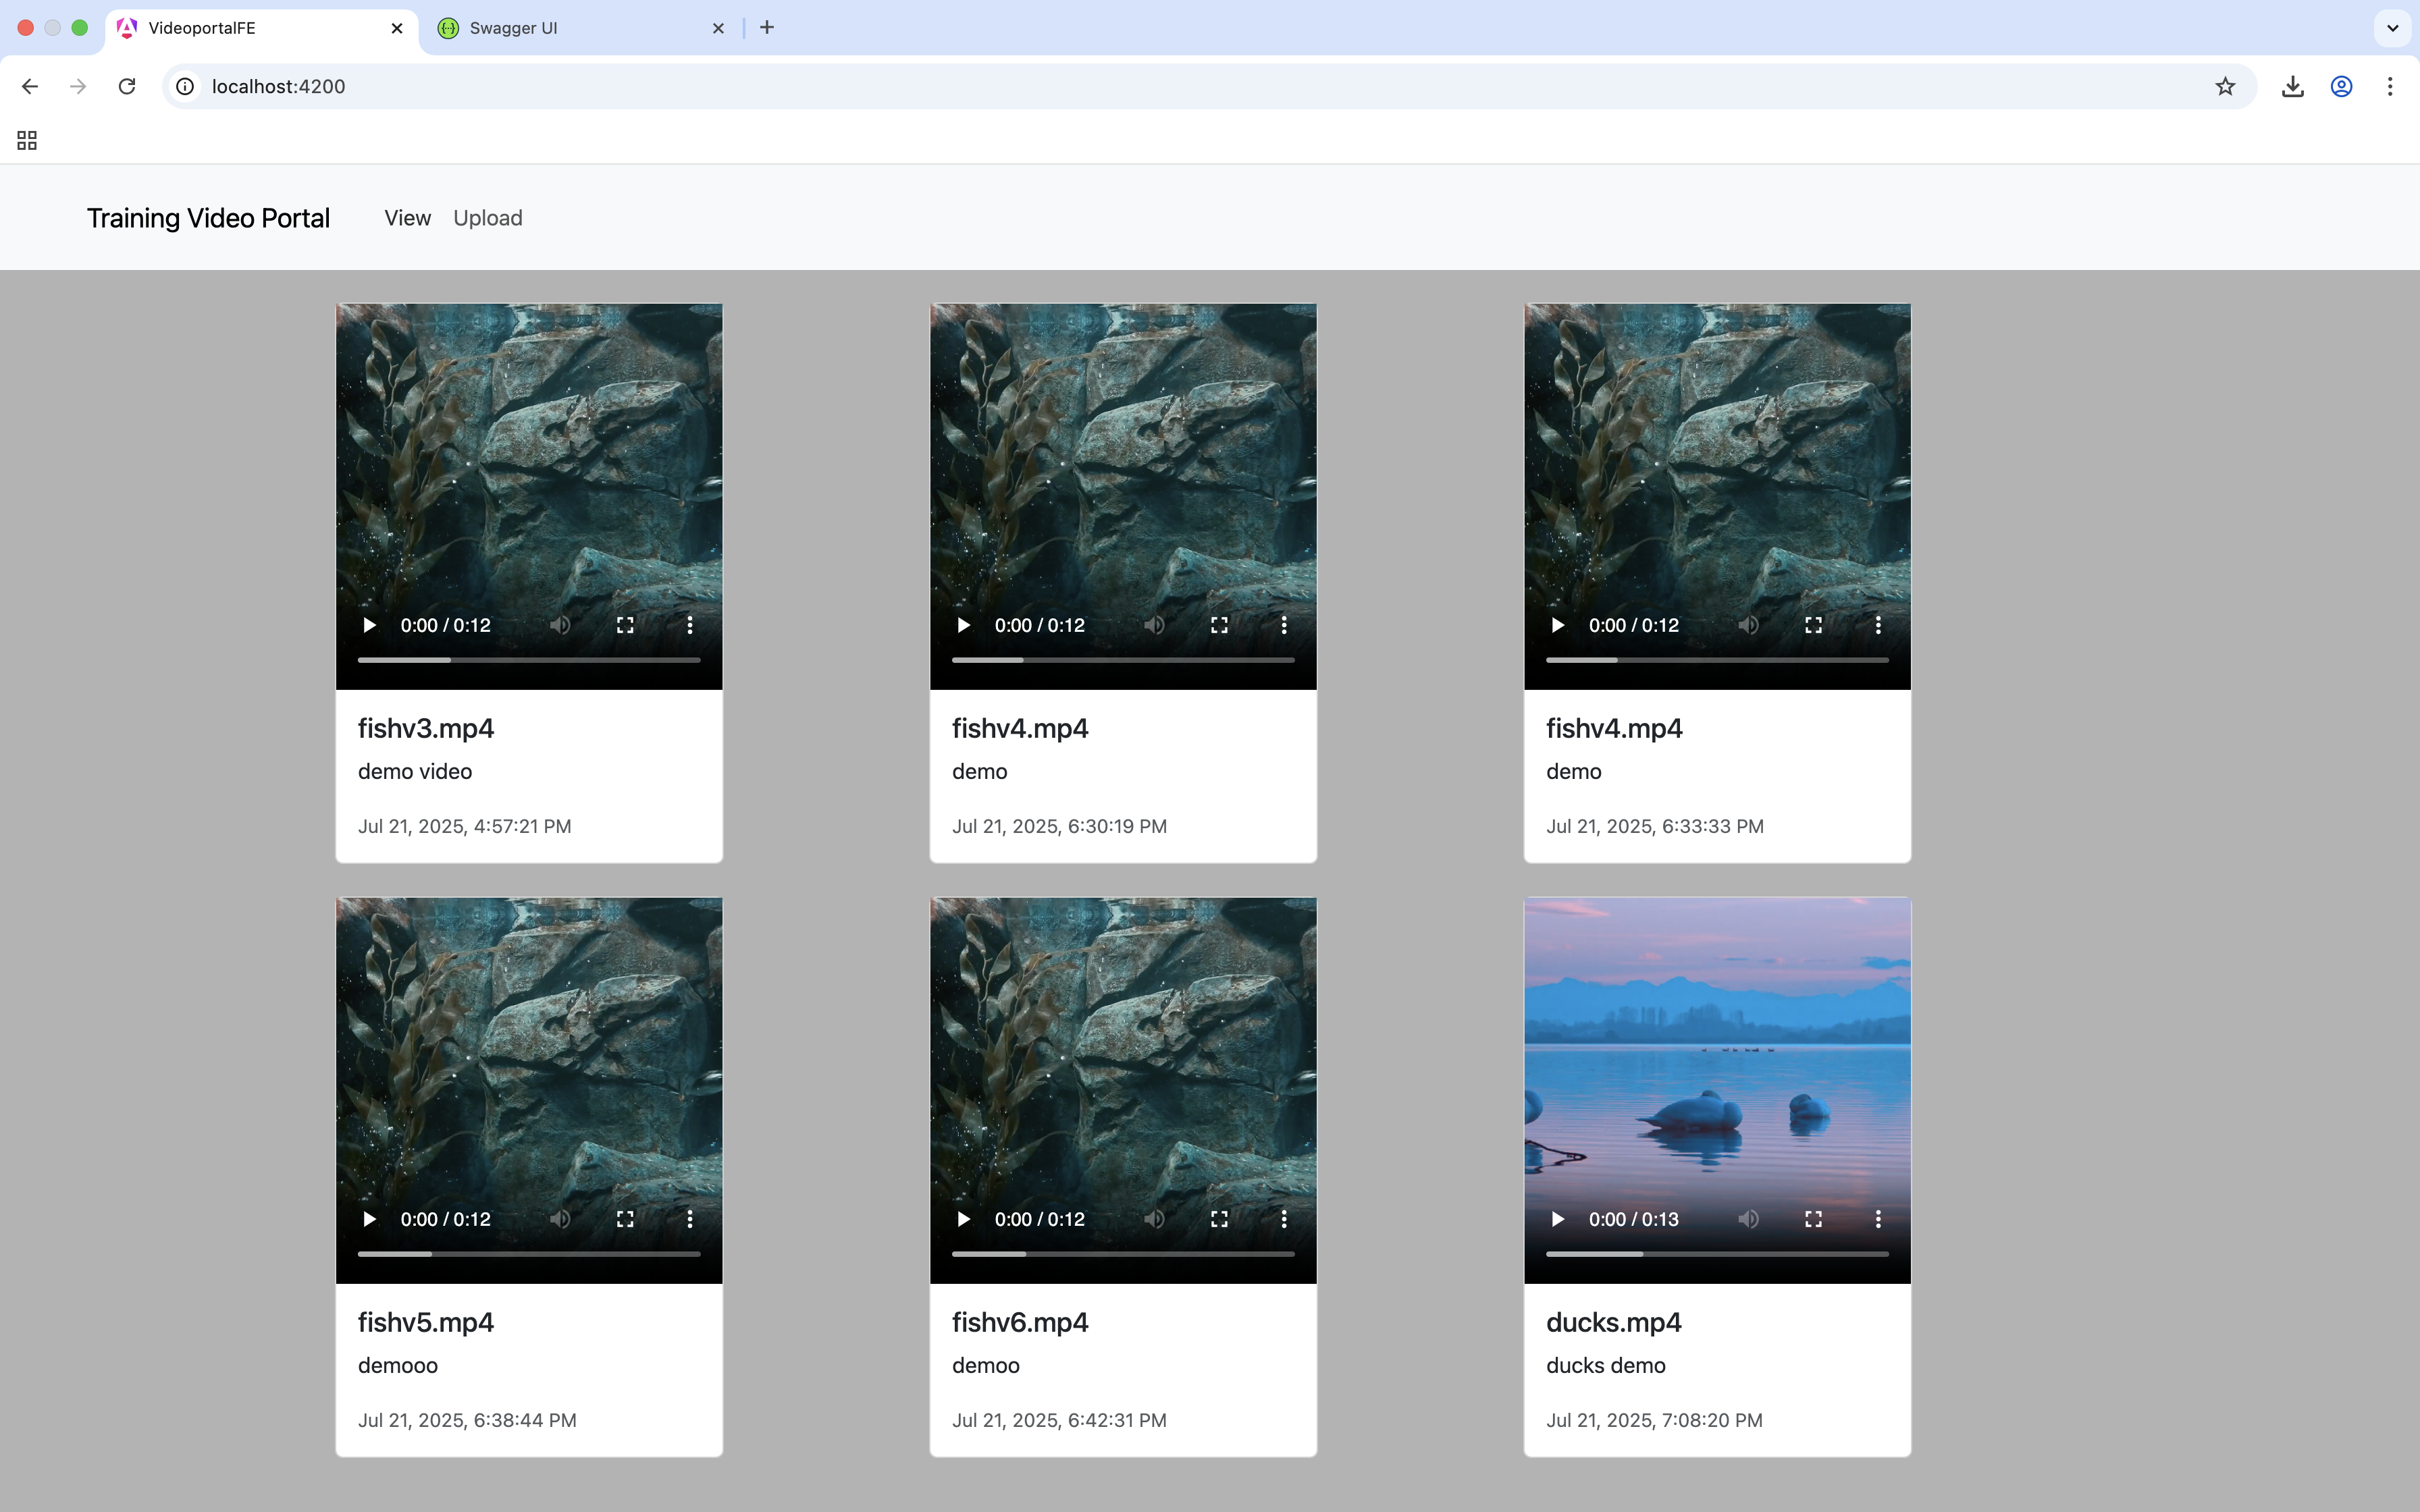 VideoportalFE
Swagger UI
localhost:4200
Training Video Portal
View
Upload
0:00 / 0:12
0:00 / 0:12
0:00 / 0:12
fishv3.mp4
fishv4.mp4
fishv4.mp4
demo video
demo
demo
Jul 21, 2025, 4:57:21 PM
Jul 21, 2025, 6:30:19 PM
Jul 21, 2025, 6:33:33 PM
0:00 / 0:12
0:00 / 0:12
0:00 / 0:13
fishv5.mp4
fishv6.mp4
ducks.mp4
demooo
demoo
ducks demo
Jul 21, 2025, 6:38:44 PM
Jul 21, 2025, 6:42:31 PM
Jul 21, 2025, 7:08:20 PM